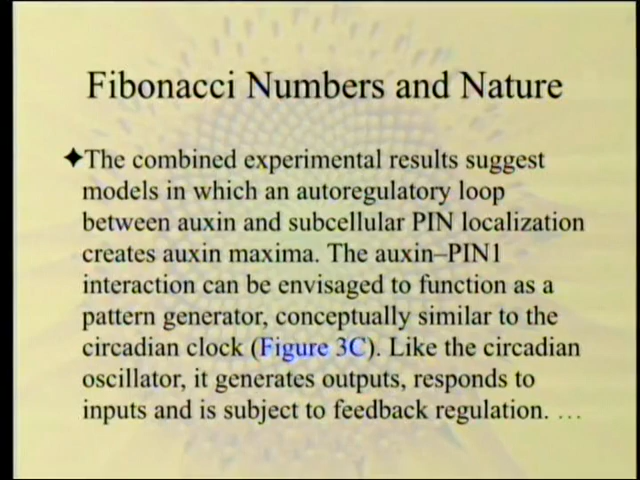 Fibonacci Numbers and Nature
✦The combined experimental results suggest
models in which an autoregulatory loop
between auxin and subcellular PIN localization
creates auxin maxima. The auxin–PIN1
interaction can be envisaged to function as a
pattern generator, conceptually similar to the
circadian clock (Figure 3C). Like the circadian
oscillator, it generates outputs, responds to
inputs and is subject to feedback regulation. …